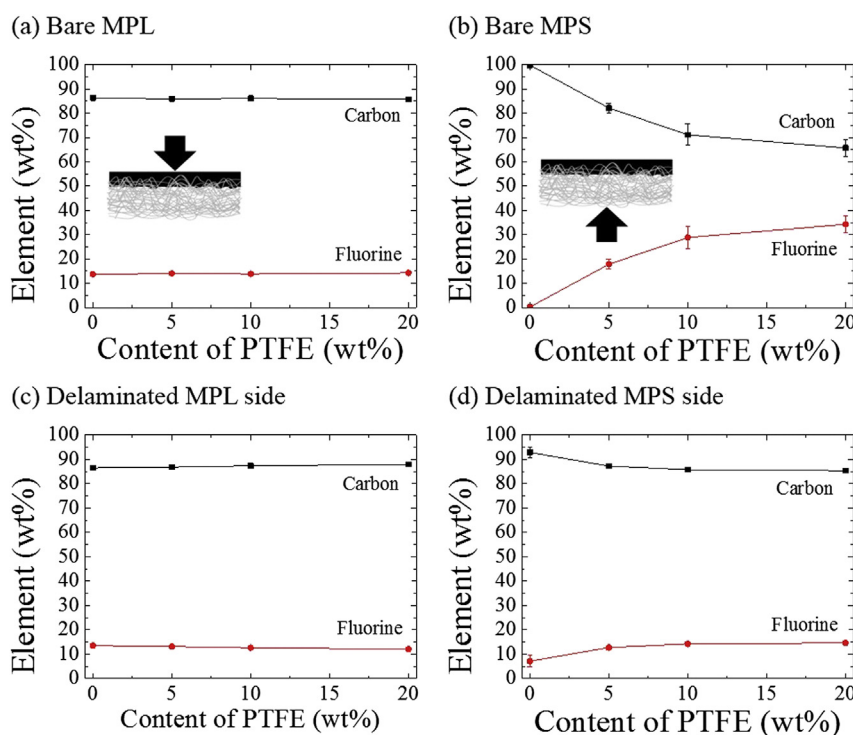 (a) Bare MPL
100
90
80
70
60
50
40
30
20
10
0
Element (wt%)
Carbon
Fluorine
0 5 10 15 20
Content of PTFE (wt%)
(b) Bare MPS
100
90
80
70
60
50
40
30
20
10
0
Element (wt%)
Carbon
Fluorine
0 5 10 15 20
Content of PTFE (wt%)
(c) Delaminated MPL side
100
90
80
70
60
50
40
30
20
10
0
Element (wt%)
Carbon
Fluorine
0 5 10 15 20
Content of PTFE (wt%)
(d) Delaminated MPS side
100
90
80
70
60
50
40
30
20
10
0
Element (wt%)
Carbon
Fluorine
0 5 10 15 20
Content of PTFE (wt%)